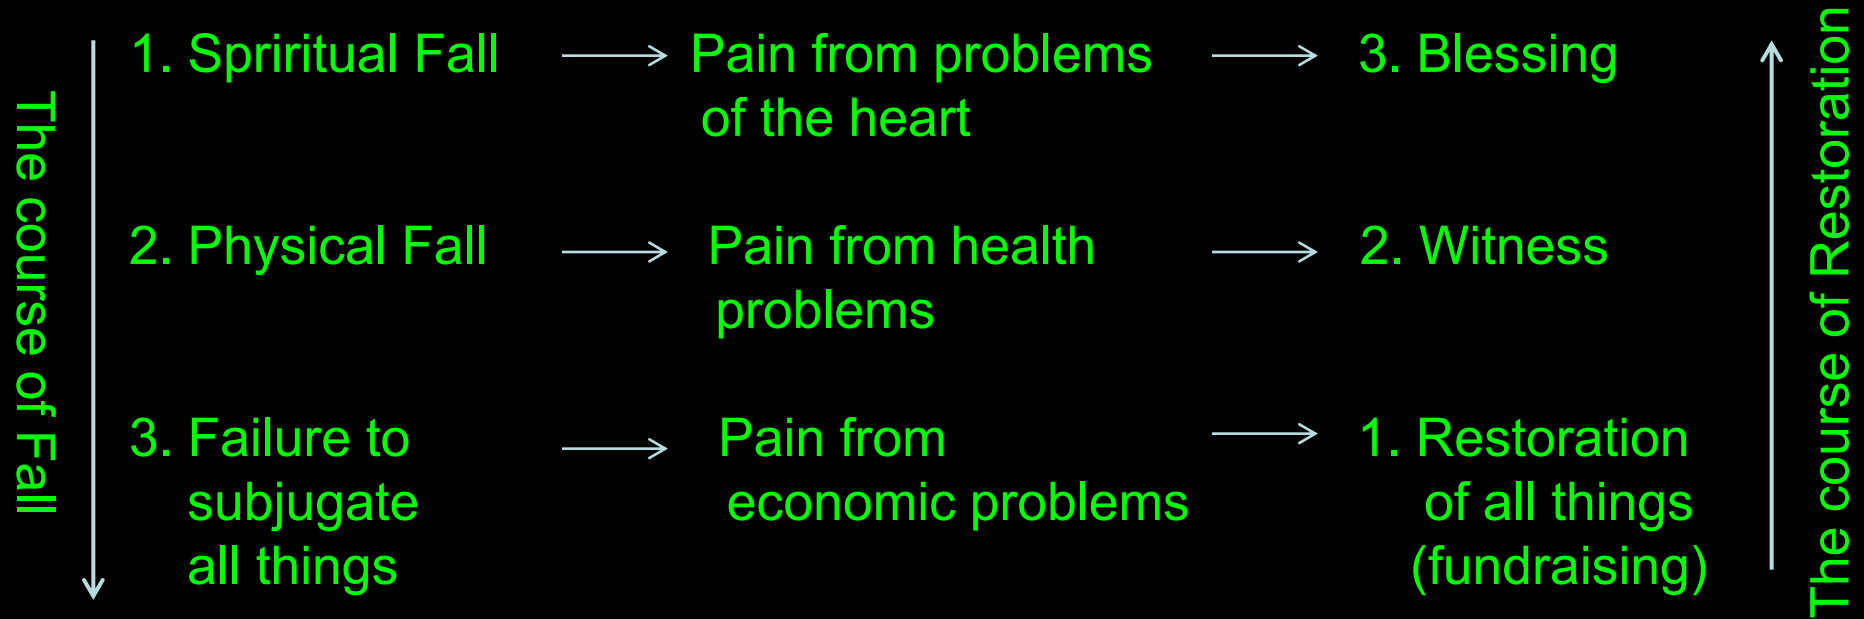 The course of Fall
1. Spriritual Fall
Pain from problems
of the heart
3. Blessing
2. Physical Fall
Pain from health
problems
2. Witness
3. Failure to
subjugate
all things
Pain from
economic problems
1. Restoration
of all things
(fundraising)
The course of Restoration